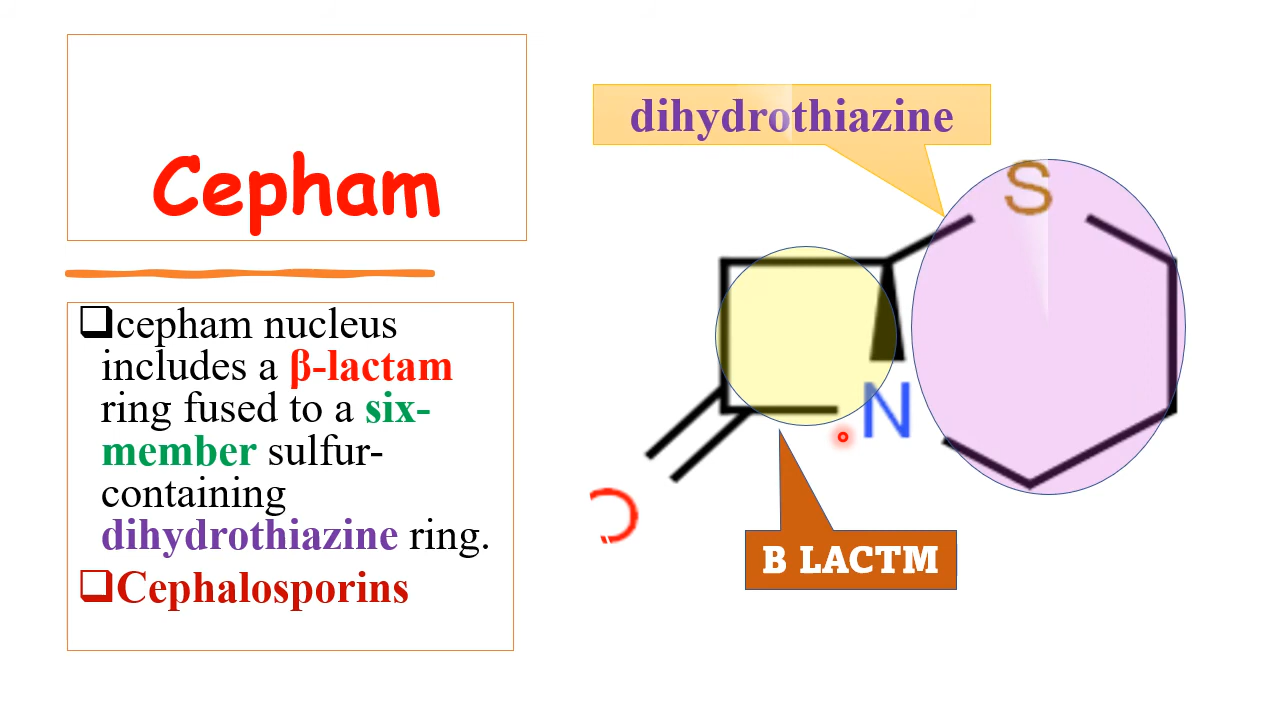 Cepham
cepham nucleus
includes a β-lactam
ring fused to a six-
member sulfur-
containing
dihydrothiazine ring.
Cephalosporins
dihydrothiazine
S
N
O
B LACTM